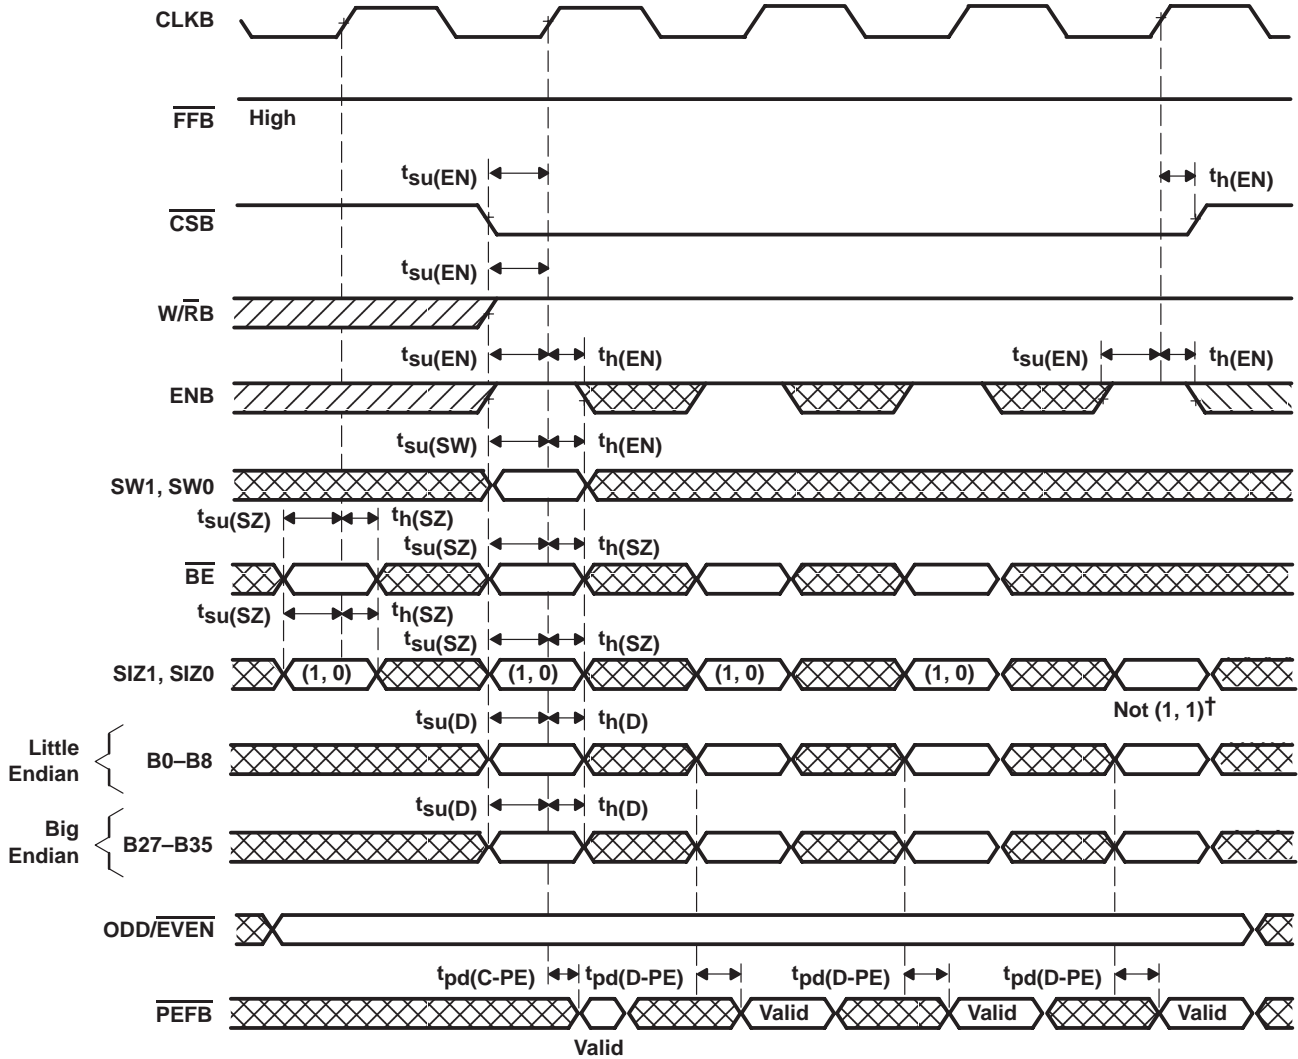 CLKB
FFB
High
tsu(EN)
th(EN)
CSB
tsu(EN)
W/RB
tsu(EN)
th(EN)
tsu(EN)
th(EN)
ENB
tsu(SW)
th(EN)
SW1, SW0
tsu(SZ)
th(SZ)
tsu(SZ)
th(SZ)
BE
tsu(SZ)
th(SZ)
tsu(SZ)
th(SZ)
SIZ1, SIZ0
(1, 0)
(1, 0)
(1, 0)
(1, 0)
Not (1, 1)†
tsu(D)
th(D)
Little
Endian
B0–B8
tsu(D)
th(D)
Big
Endian
B27–B35
ODD/EVEN
tpd(C-PE)
tpd(D-PE)
tpd(D-PE)
tpd(D-PE)
PEFB
Valid
Valid
Valid
Valid